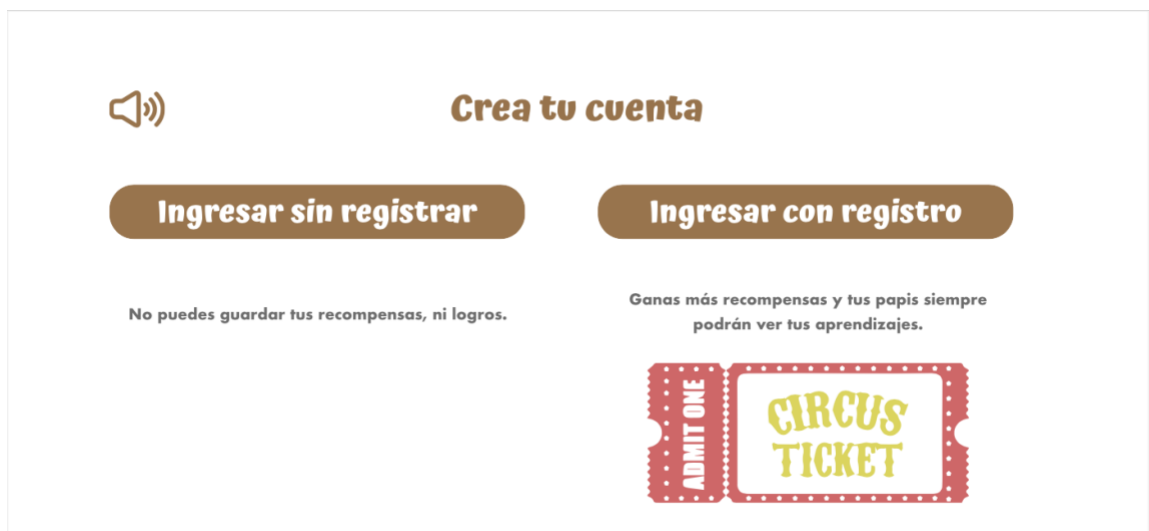 Crea tu cuenta
Ingresar sin registrar
Ingresar con registro
No puedes guardar tus recompensas, ni logros.
Ganas más recompensas y tus papis siempre
podrán ver tus aprendizajes.
ADMIT ONE
CIRCUS
TICKET